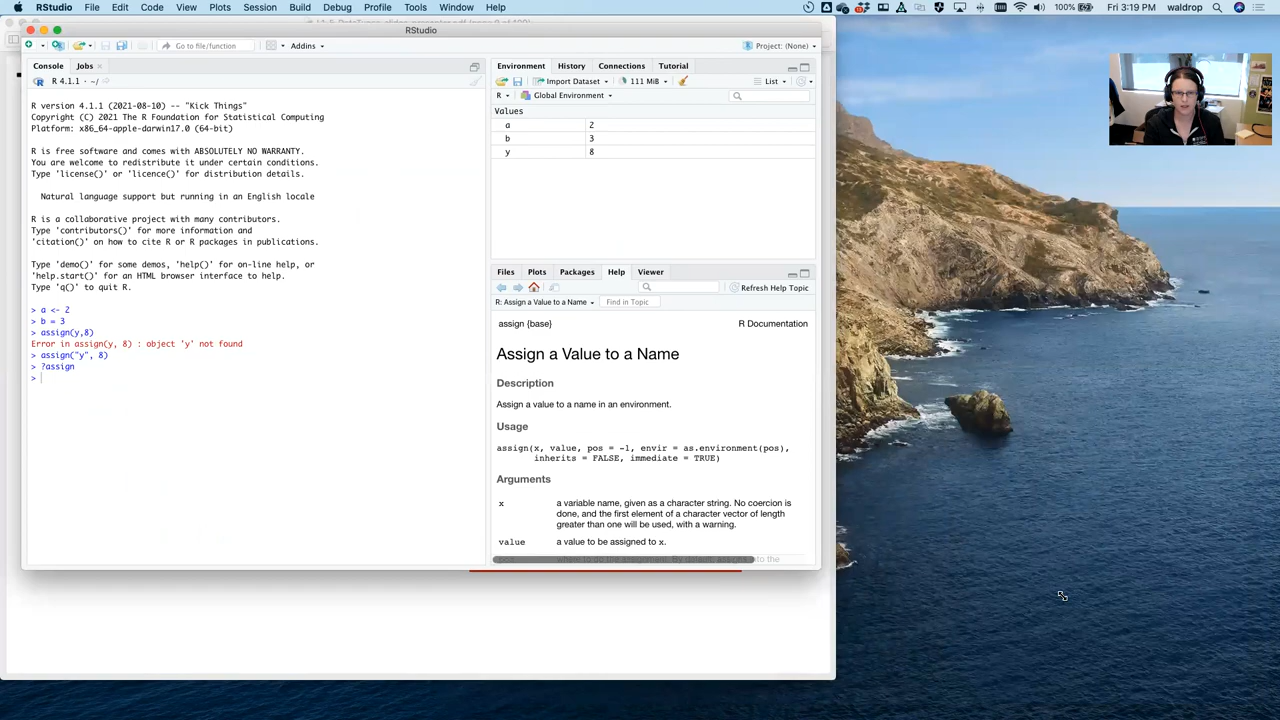 RStudio File Edit Code View Plots Session Build Debug Profile Tools Window Help 100% Fri 3:19 PM waldrop
RStudio
Go to file/function Addins Project: (None)
Console Jobs
R 4.1.1 · ~/
R version 4.1.1 (2021-08-10) -- "Kick Things"
Copyright (C) 2021 The R Foundation for Statistical Computing
Platform: x86_64-apple-darwin17.0 (64-bit)
R is free software and comes with ABSOLUTELY NO WARRANTY.
You are welcome to redistribute it under certain conditions.
Type 'license()' or 'licence()' for distribution details.
Natural language support but running in an English locale
R is a collaborative project with many contributors.
Type 'contributors()' for more information and
'citation()' on how to cite R or R packages in publications.
Type 'demo()' for some demos, 'help()' for on-line help, or
'help.start()' for an HTML browser interface to help.
Type 'q()' to quit R.
> a <- 2
> b = 3
> assign(y,8)
Error in assign(y, 8) : object 'y' not found
> assign("y", 8)
> ?assign
>
Environment History Connections Tutorial
Import Dataset 111 MiB List
R Global Environment
Values
a 2
b 3
y 8
Files Plots Packages Help Viewer
Refresh Help Topic
R: Assign a Value to a Name Find in Topic
assign {base} R Documentation
Assign a Value to a Name
Description
Assign a value to a name in an environment.
Usage
assign(x, value, pos = -1, envir = as.environment(pos),
inherits = FALSE, immediate = TRUE)
Arguments
x a variable name, given as a character string. No coercion is
done, and the first element of a character vector of length
greater than one will be used, with a warning.
value a value to be assigned to x.